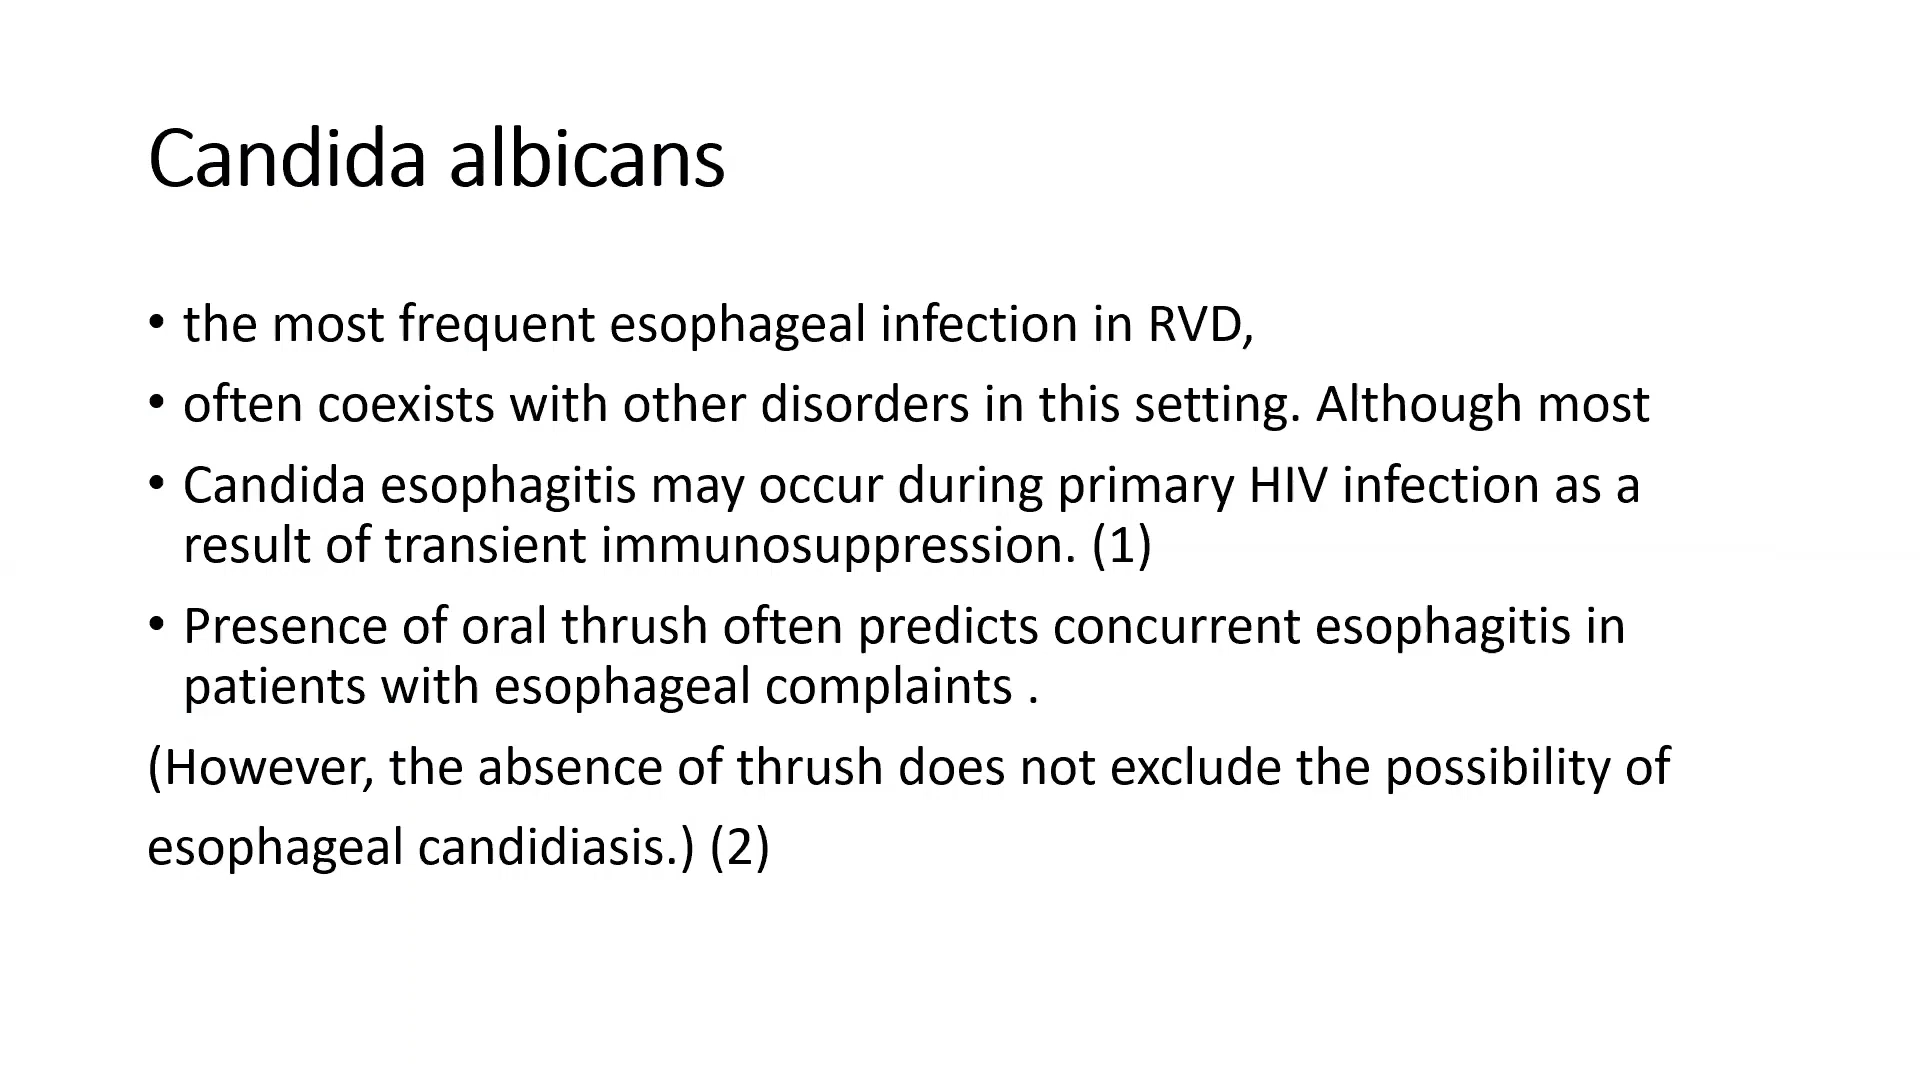 Candida albicans
• the most frequent esophageal infection in RVD,
• often coexists with other disorders in this setting. Although most
• Candida esophagitis may occur during primary HIV infection as a
result of transient immunosuppression. (1)
• Presence of oral thrush often predicts concurrent esophagitis in
patients with esophageal complaints .
(However, the absence of thrush does not exclude the possibility of
esophageal candidiasis.) (2)